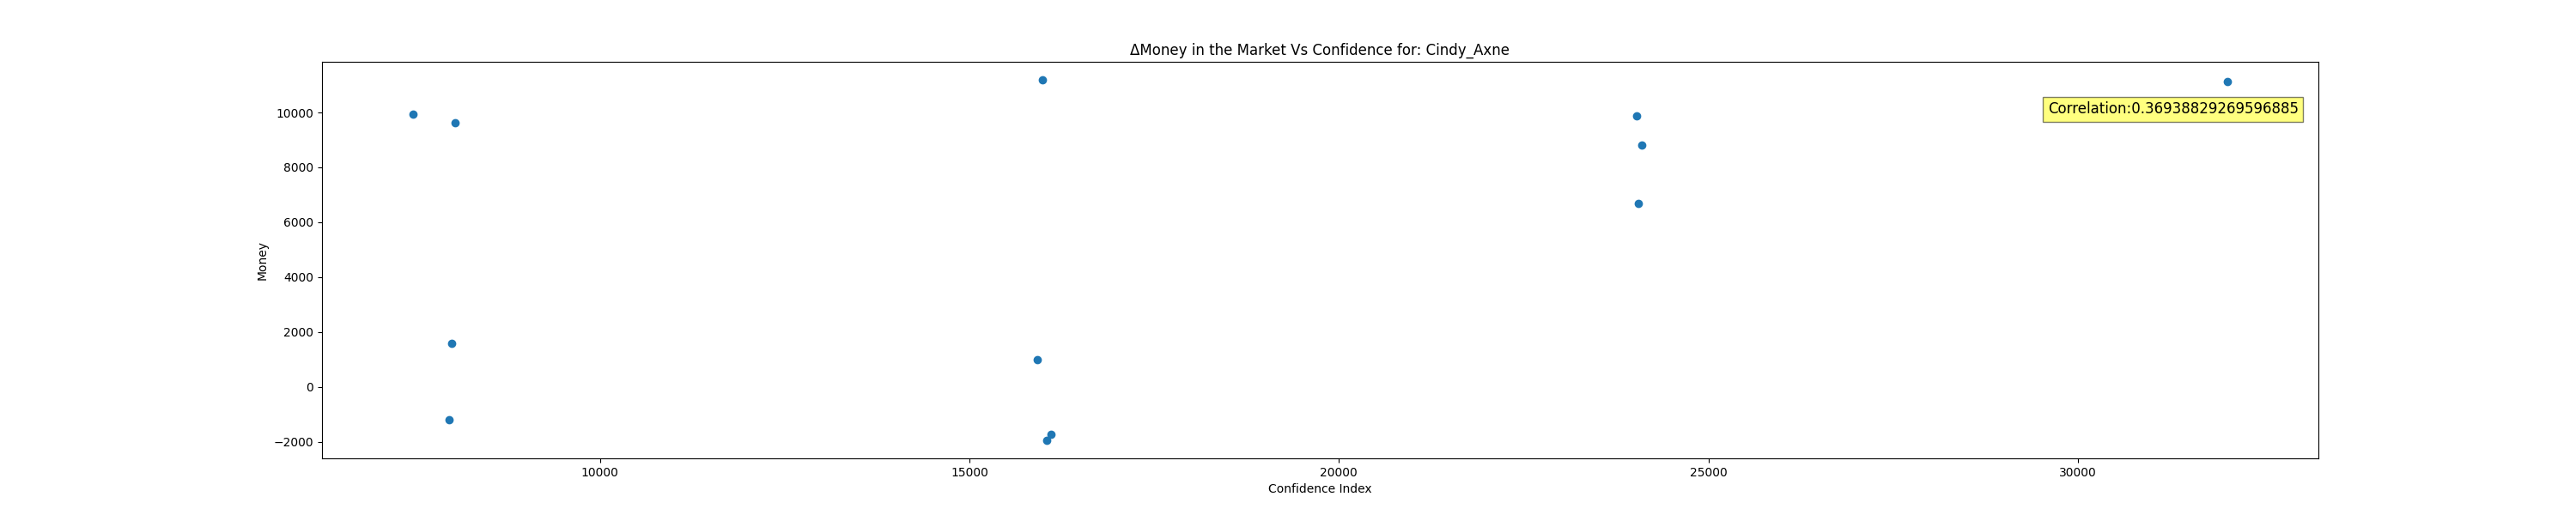 ΔMoney in the Market Vs Confidence for: Cindy_Axne
Correlation:0.36938829269596885
10000
8000
6000
4000
2000
0
−2000
Money
10000 15000 20000 25000 30000
Confidence Index